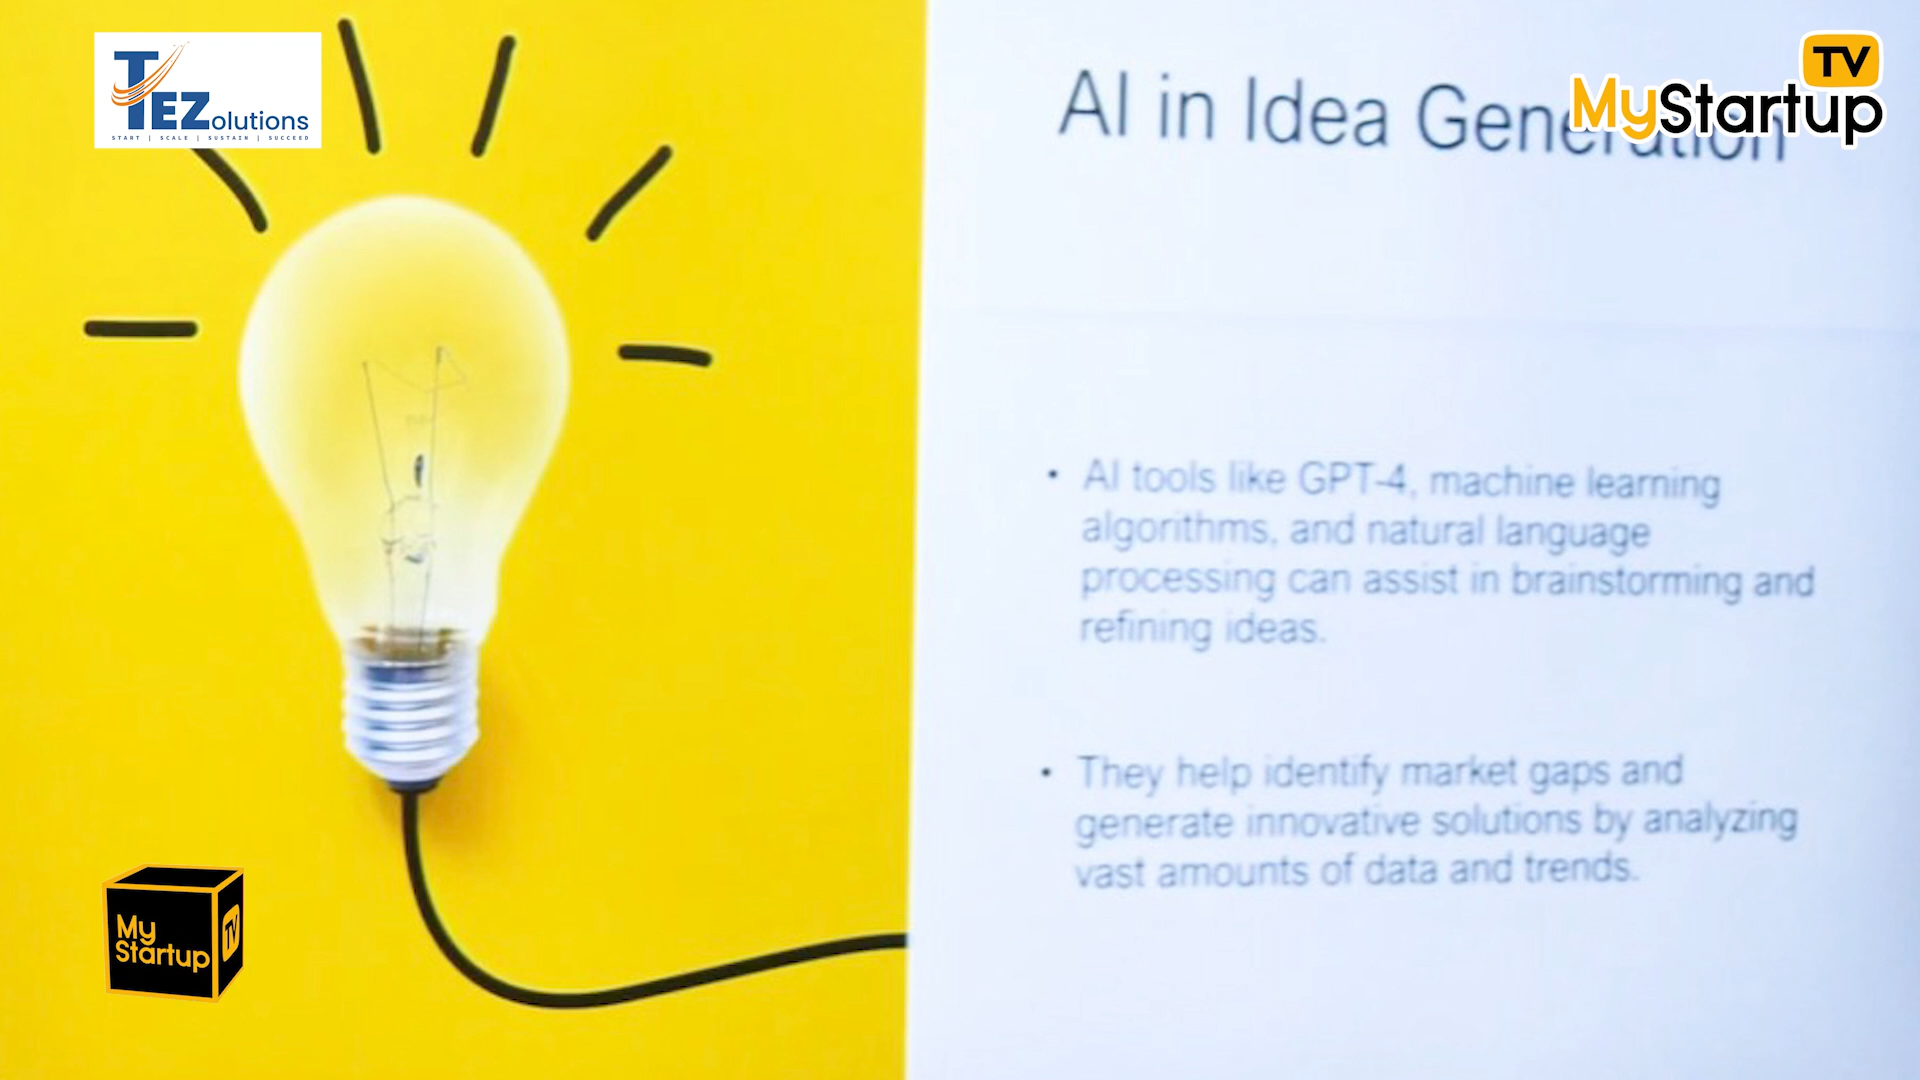 TEZolutions
START | SCALE | SUSTAIN | SUCCEED
TV
MyStartup
AI in Idea Generation
• AI tools like GPT-4, machine learning
algorithms, and natural language
processing can assist in brainstorming and
refining ideas.
• They help identify market gaps and
generate innovative solutions by analyzing
vast amounts of data and trends.
My
Startup
TV